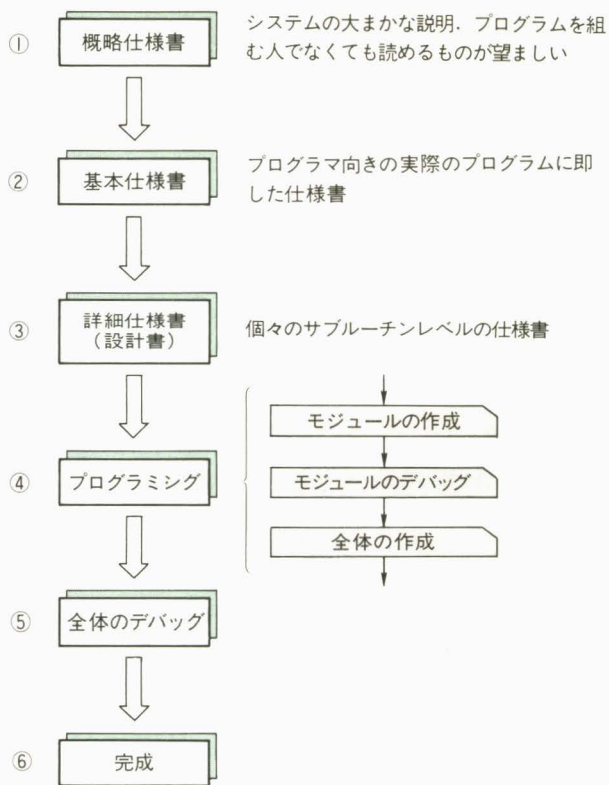 ① 概略仕様書
システムの大まかな説明．プログラムを組
む人でなくても読めるものが望ましい
② 基本仕様書
プログラマ向きの実際のプログラムに即
した仕様書
③ 詳細仕様書
（設計書）
個々のサブルーチンレベルの仕様書
④ プログラミング
モジュールの作成
モジュールのデバッグ
全体の作成
⑤ 全体のデバッグ
⑥ 完成